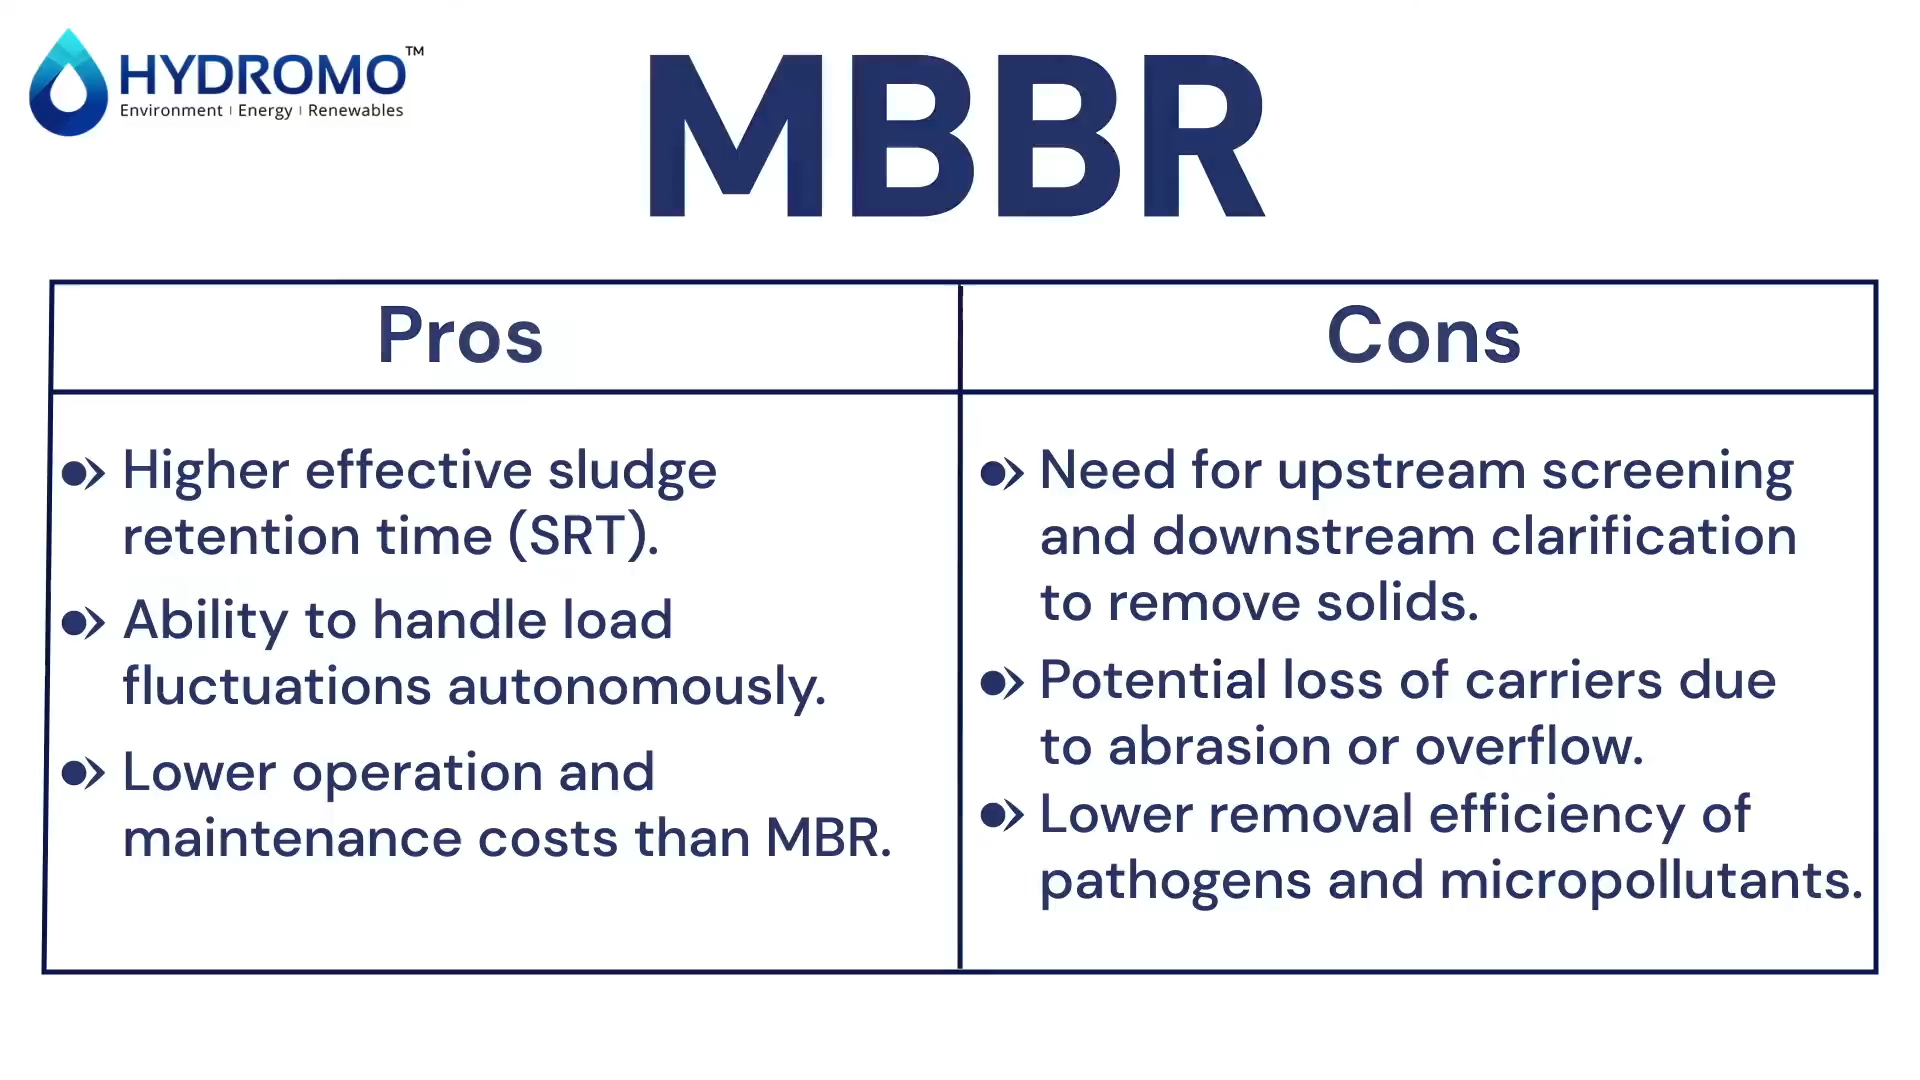 HYDROMO™
Environment | Energy | Renewables
MBBR
Pros
Higher effective sludge
retention time (SRT).
Ability to handle load
fluctuations autonomously.
Lower operation and
maintenance costs than MBR.
Cons
Need for upstream screening
and downstream clarification
to remove solids.
Potential loss of carriers due
to abrasion or overflow.
Lower removal efficiency of
pathogens and micropollutants.